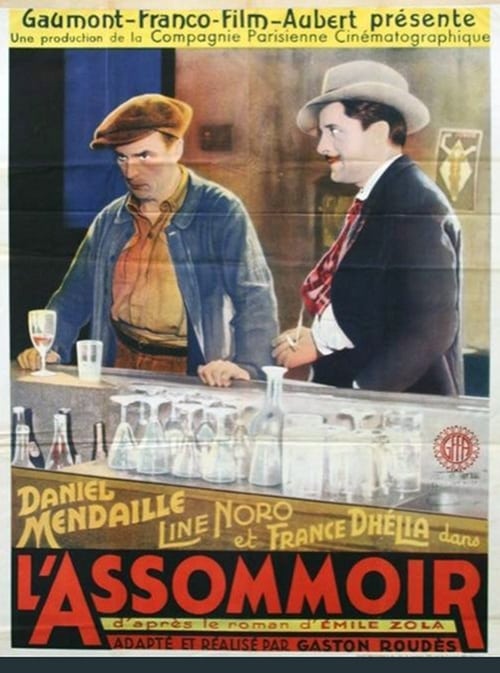 Gaumont-Franco-Film-Aubert présente
Une production de la Compagnie Parisienne Cinématographique
GFFA
DANIEL MENDAILLE
LINE NORO et FRANCE DHÉLIA dans
L'ASSOMMOIR
d'après le roman d'ÉMILE ZOLA
ADAPTÉ ET RÉALISÉ PAR GASTON ROUDÈS